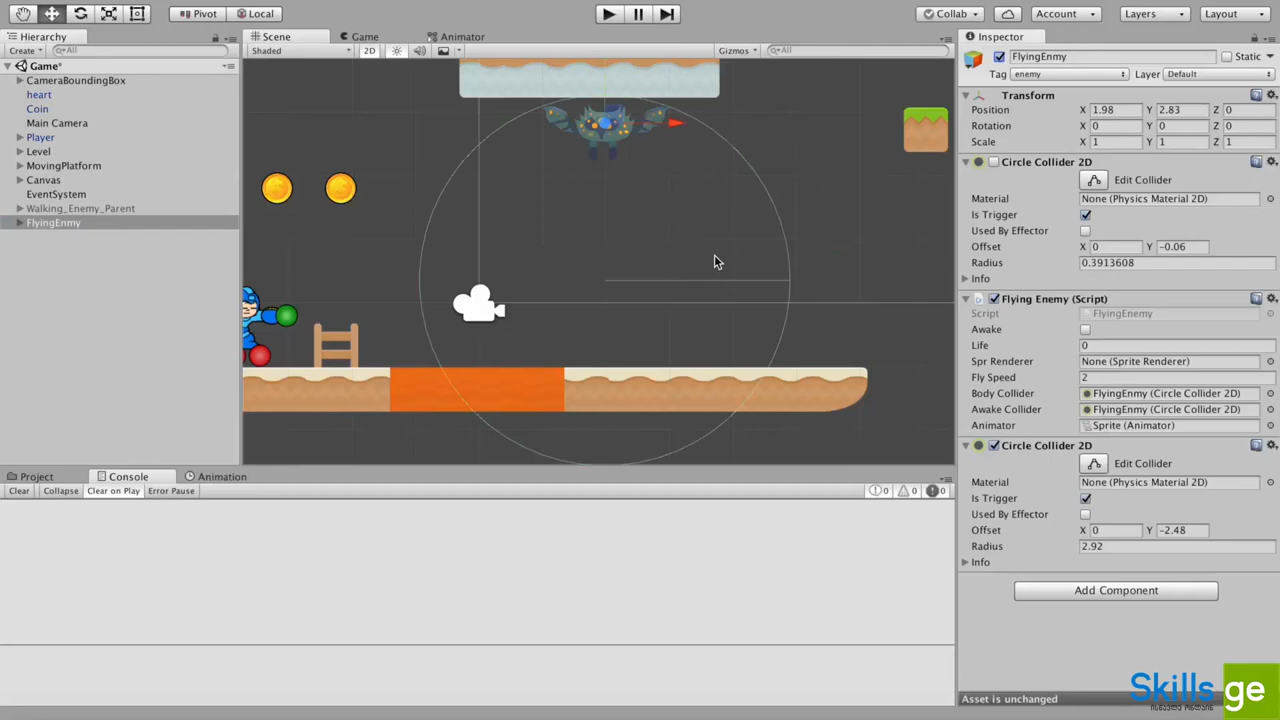 Pivot Local Collab Account Layers Layout
Hierarchy Scene Game Animator Inspector
Create All Shaded 2D Gizmos All
Game*
CameraBoundingBox
heart
Coin
Main Camera
Player
Level
MovingPlatform
Canvas
EventSystem
Walking_Enemy_Parent
FlyingEnmy
FlyingEnmy Static
Tag enemy Layer Default
Transform
Position X 1.98 Y 2.83 Z 0
Rotation X 0 Y 0 Z 0
Scale X 1 Y 1 Z 1
Circle Collider 2D
Edit Collider
Material None (Physics Material 2D)
Is Trigger
Used By Effector
Offset X 0 Y -0.06
Radius 0.3913608
Info
Flying Enemy (Script)
Script FlyingEnemy
Awake
Life 0
Spr Renderer None (Sprite Renderer)
Fly Speed 2
Body Collider FlyingEnmy (Circle Collider 2D)
Awake Collider FlyingEnmy (Circle Collider 2D)
Animator Sprite (Animator)
Circle Collider 2D
Edit Collider
Material None (Physics Material 2D)
Is Trigger
Used By Effector
Offset X 0 Y -2.48
Radius 2.92
Info
Add Component
Project Console Animation
Clear Collapse Clear on Play Error Pause 0 0 0
Asset is unchanged
Skills ge
ისწავლე ონლაინ